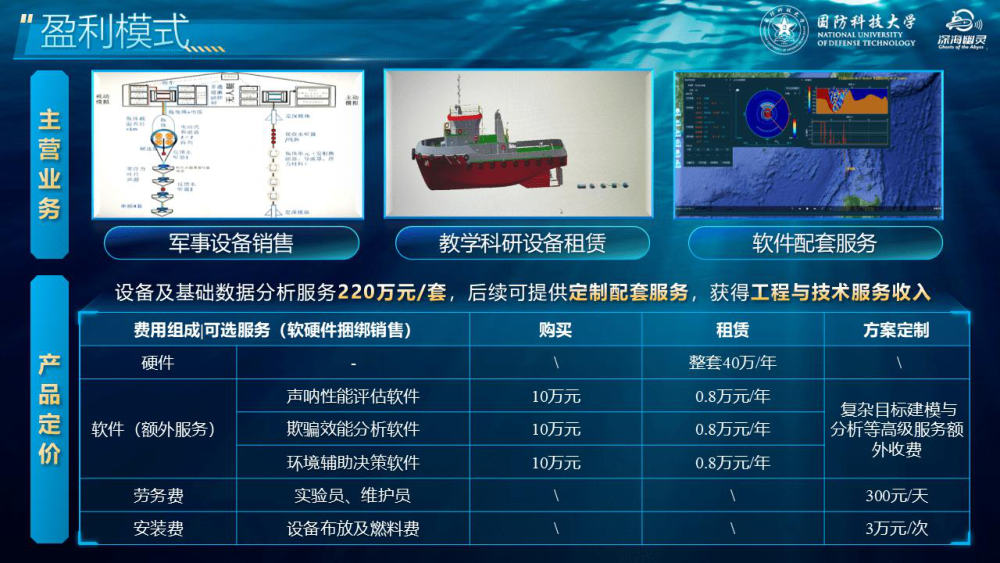 盈利模式
国防科技大学
NATIONAL UNIVERSITY
OF DEFENSE TECHNOLOGY
深海幽灵
Ghosts of the Abyss
主营业务
无人艇
军事设备销售
教学科研设备租赁
软件配套服务
产品定价
设备及基础数据分析服务220万元/套，后续可提供定制配套服务，获得工程与技术服务收入
费用组成|可选服务（软硬件捆绑销售） 购买 租赁 方案定制
硬件 - \ 整套40万/年 \
软件（额外服务） 声呐性能评估软件 10万元 0.8万元/年
欺骗效能分析软件 10万元 0.8万元/年
环境辅助决策软件 10万元 0.8万元/年
复杂目标建模与
分析等高级服务额
外收费
劳务费 实验员、维护员 \ \ 300元/天
安装费 设备布放及燃料费 \ \ 3万元/次